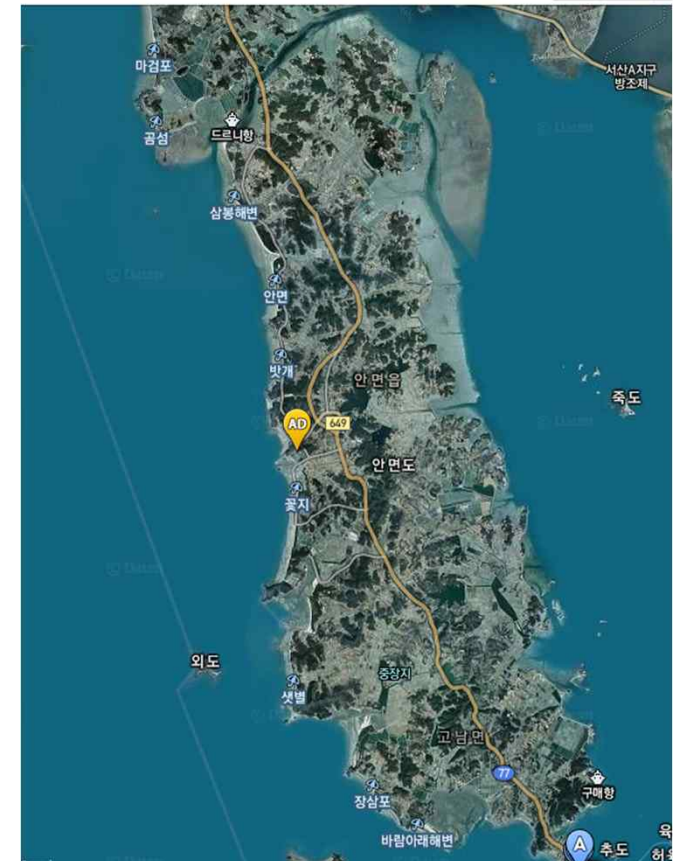 마검포
서산A지구
방조제
곰섬
드르니항
삼봉해변
안면
밧개
안면읍
죽도
AD
649
안면도
꽃지
외도
중장지
샛별
고남면
77
구매항
장삼포
바람아래해변
A
추도